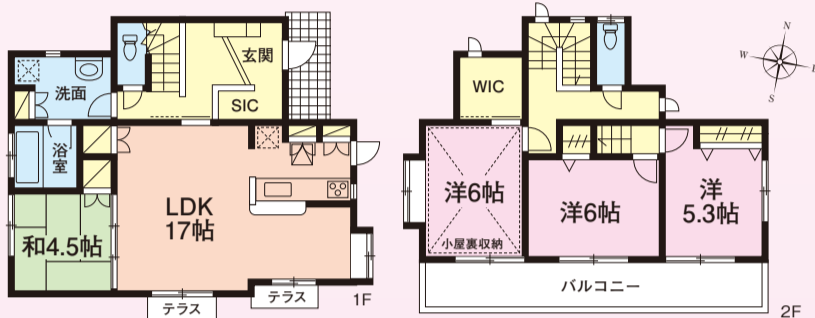 玄関
SIC
洗面
浴室
LDK
17帖
和4.5帖
テラス
テラス
1F
WIC
洋6帖
小屋裏収納
洋6帖
洋
5.3帖
バルコニー
2F
N
W
E
S